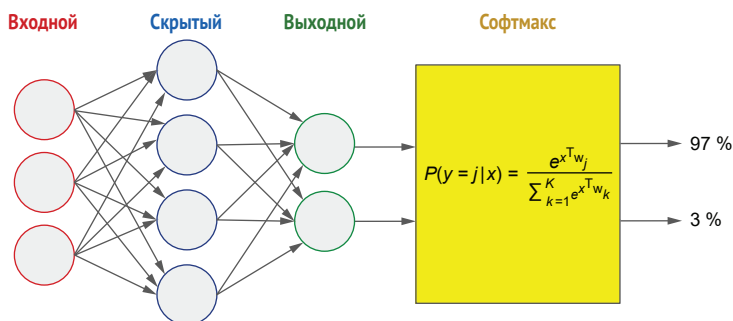 Входной Скрытый Выходной Софтмакс
97 %
P(y = j|x) = e^{x^T w_j} / ∑_{k=1}^{K} e^{x^T w_k}
3 %